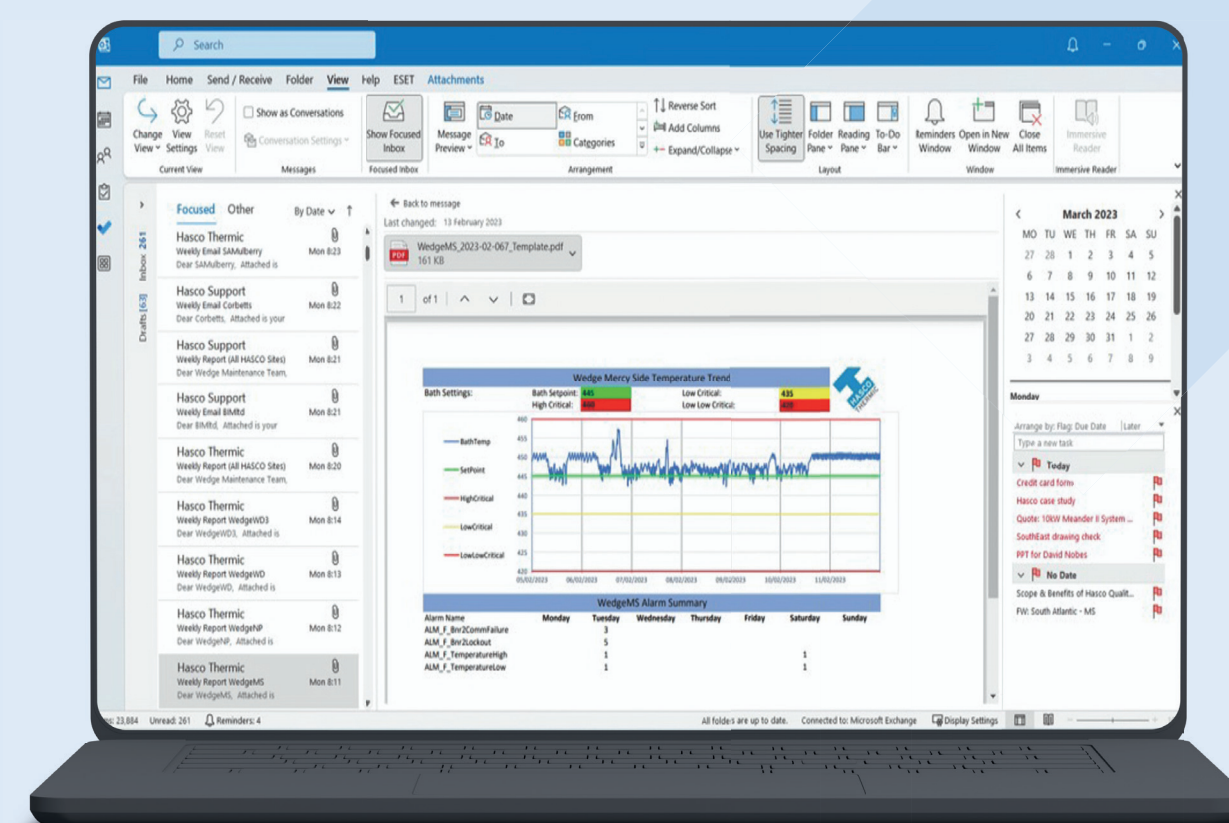 Search
File Home Send / Receive Folder View Help ESET Attachments
Change View
View Settings
Reset View
Current View
Show as Conversations
Conversation Settings
Messages
Show Focused Inbox
Focused Inbox
Message Preview
Date
From
To
Categories
Reverse Sort
Add Columns
Expand/Collapse
Arrangement
Use Tighter Spacing
Folder Pane
Reading Pane
To-Do Bar
Layout
Reminders Window
Open in New Window
Close All Items
Window
Immersive Reader
Immersive Reader
Inbox 261
Drafts [63]
Focused Other By Date
Hasco Thermic
Weekly Email SAMulberry Mon 8:23
Dear SAMulberry, Attached is
Hasco Support
Weekly Email Corbetts Mon 8:22
Dear Corbetts, Attached is your
Hasco Support
Weekly Report (All HASCO Sites) Mon 8:21
Dear Wedge Maintenance Team,
Hasco Support
Weekly Email BIMltd Mon 8:21
Dear BIMltd, Attached is your
Hasco Thermic
Weekly Report (All HASCO Sites) Mon 8:20
Dear Wedge Maintenance Team,
Hasco Thermic
Weekly Report WedgeWD3 Mon 8:14
Dear WedgeWD3, Attached is
Hasco Thermic
Weekly Report WedgeWD Mon 8:13
Dear WedgeWD, Attached is
Hasco Thermic
Weekly Report WedgeNP Mon 8:12
Dear WedgeNP, Attached is
Hasco Thermic
Weekly Report WedgeMS Mon 8:11
Dear WedgeMS, Attached is
Back to message
Last changed: 13 February 2023
PDF
WedgeMS_2023-02-067_Template.pdf
161 KB
1 of 1
Wedge Mercy Side Temperature Trend
HASCO THERMIC
Bath Settings: Bath Setpoint: 445 Low Critical: 435
High Critical: Low Low Critical:
460
455
450
445
440
435
430
425
420
BathTemp
SetPoint
HighCritical
LowCritical
LowLowCritical
05/02/2023 06/02/2023 07/02/2023 08/02/2023 09/02/2023 10/02/2023 11/02/2023
WedgeMS Alarm Summary
Alarm Name Monday Tuesday Wednesday Thursday Friday Saturday Sunday
ALM_F_Bnr2CommFailure 3
ALM_F_Bnr2Lockout 5
ALM_F_TemperatureHigh 1 1
ALM_F_TemperatureLow 1 1
March 2023
MO TU WE TH FR SA SU
27 28 1 2 3 4 5
6 7 8 9 10 11 12
13 14 15 16 17 18 19
20 21 22 23 24 25 26
27 28 29 30 31 1 2
3 4 5 6 7 8 9
Monday
Arrange by: Flag: Due Date Later
Type a new task
Today
Credit card forms
Hasco case study
Quote: 10kW Meander II System ...
SouthEast drawing check
PPT for David Nobes
No Date
Scope & Benefits of Hasco Qualit...
FW: South Atlantic - MS
23,884 Unread: 261 Reminders: 4
All folders are up to date. Connected to: Microsoft Exchange Display Settings